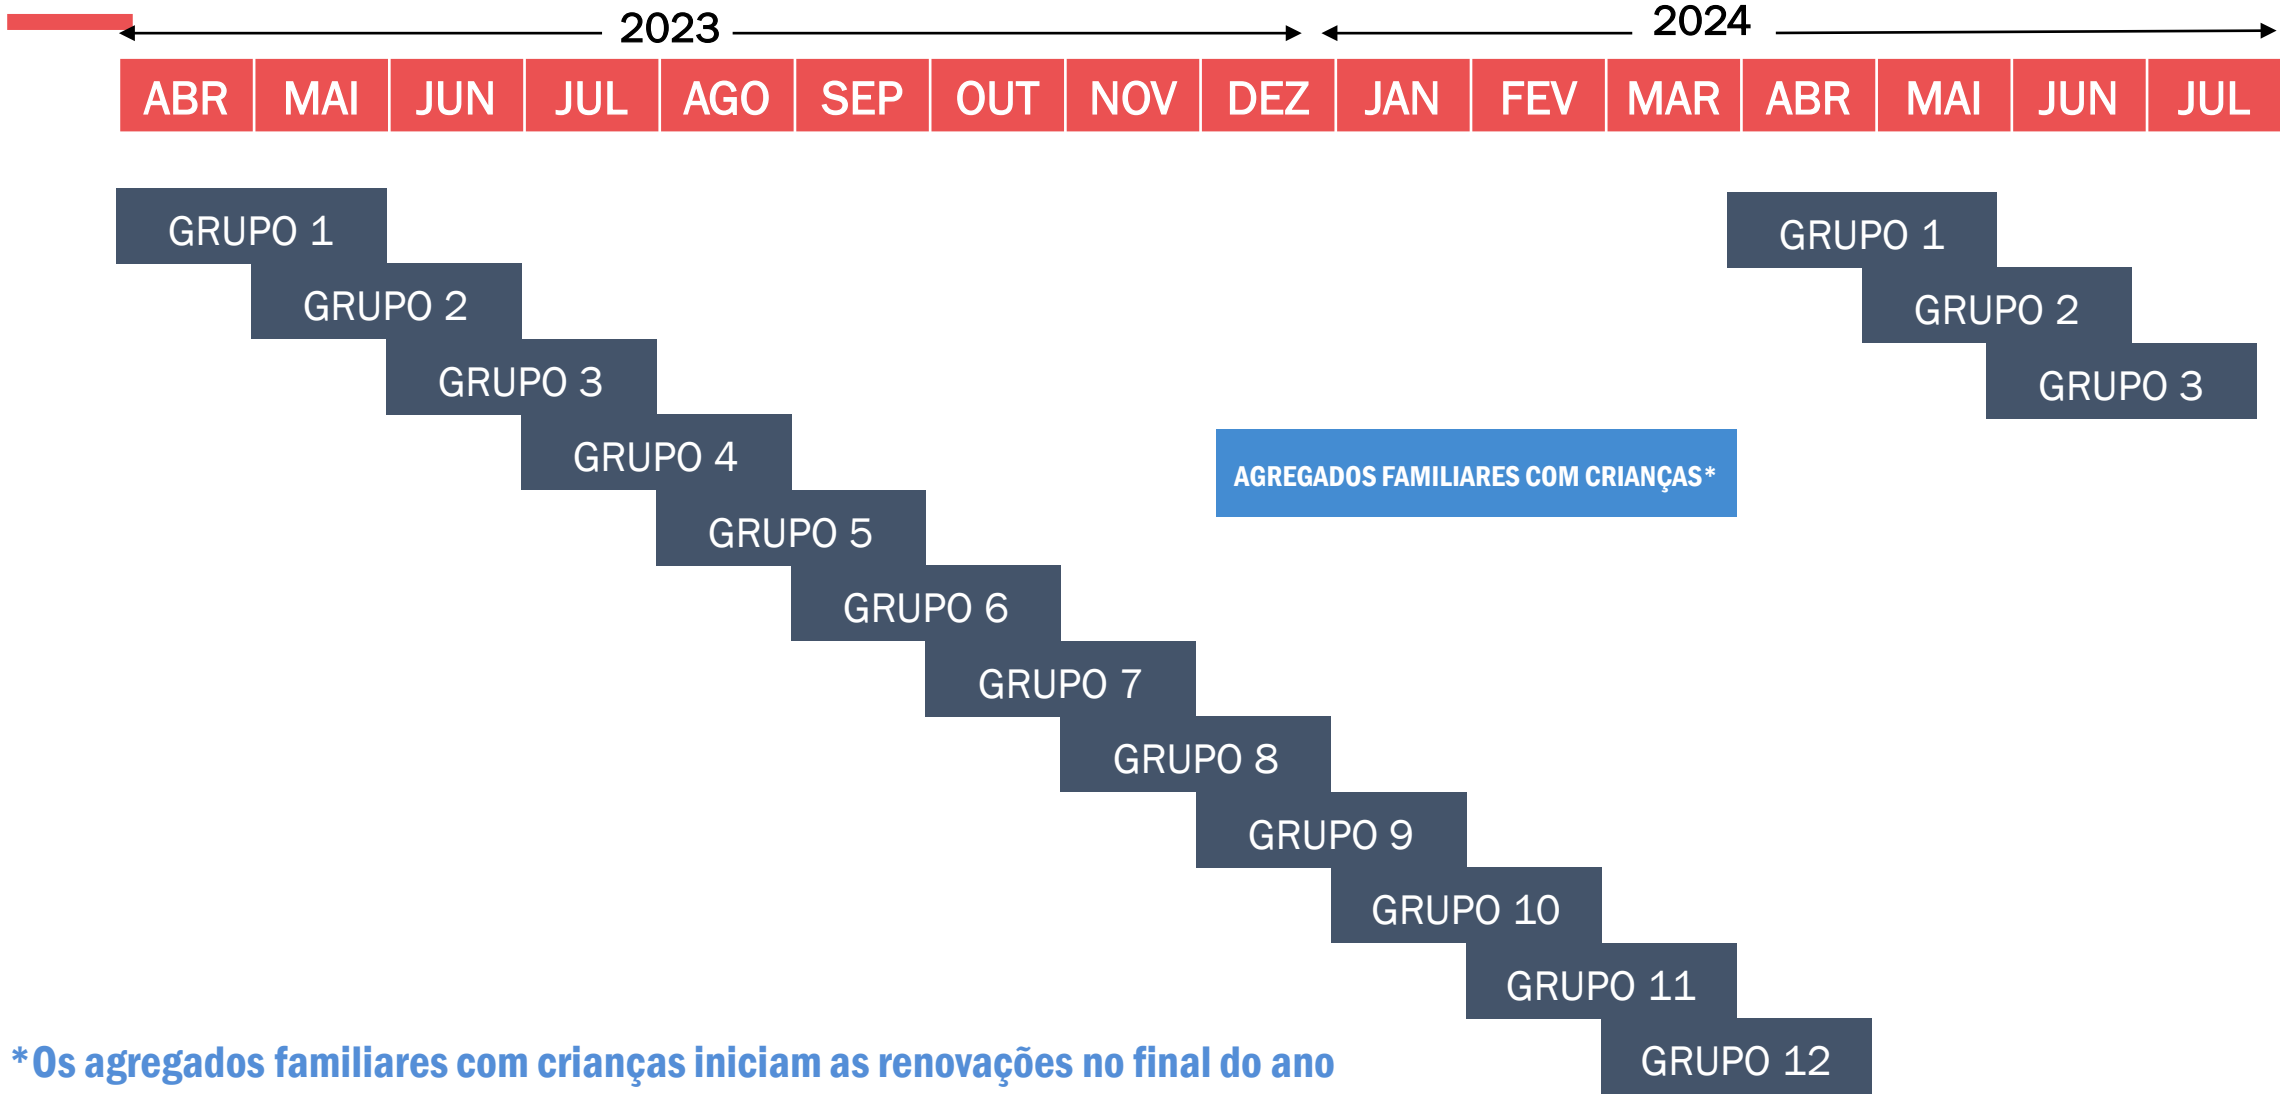 2023
2024
ABR MAI JUN JUL AGO SEP OUT NOV DEZ JAN FEV MAR ABR MAI JUN JUL
GRUPO 1
GRUPO 1
GRUPO 2
GRUPO 2
GRUPO 3
GRUPO 3
GRUPO 4
AGREGADOS FAMILIARES COM CRIANÇAS*
GRUPO 5
GRUPO 6
GRUPO 7
GRUPO 8
GRUPO 9
GRUPO 10
GRUPO 11
GRUPO 12
*Os agregados familiares com crianças iniciam as renovações no final do ano